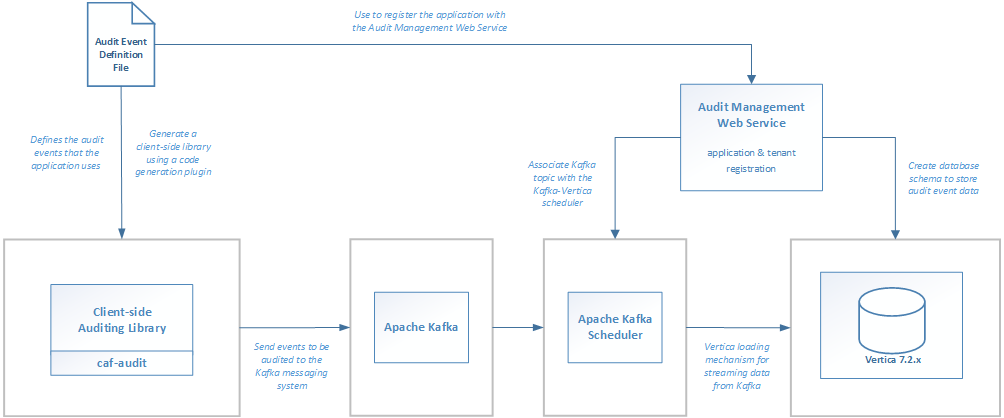 Use to register the application with
the Audit Management Web Service
Audit Event
Definition
File
Audit Management
Web Service
application & tenant
registration
Defines the audit
events that the
application uses
Generate a
client-side library
using a code
generation plugin
Associate Kafka
topic with the
Kafka-Vertica
scheduler
Create database
schema to store
audit event data
Client-side
Auditing Library
caf-audit
Apache Kafka
Apache Kafka
Scheduler
Vertica 7.2.x
Send events to be
audited to the
Kafka messaging
system
Vertica loading
mechanism for
streaming data
from Kafka